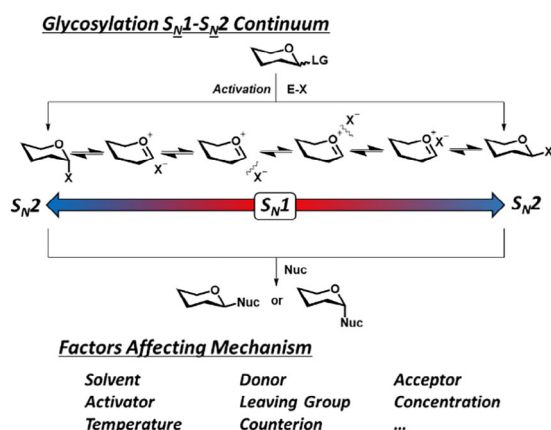 Glycosylation SN1-SN2 Continuum
O
LG
Activation E-X
O X
O+ X−
O+ X−
O+ X−
O+ X−
O X
SN2 SN1 SN2
Nuc
O Nuc or O Nuc
Factors Affecting Mechanism
Solvent Donor Acceptor
Activator Leaving Group Concentration
Temperature Counterion ...